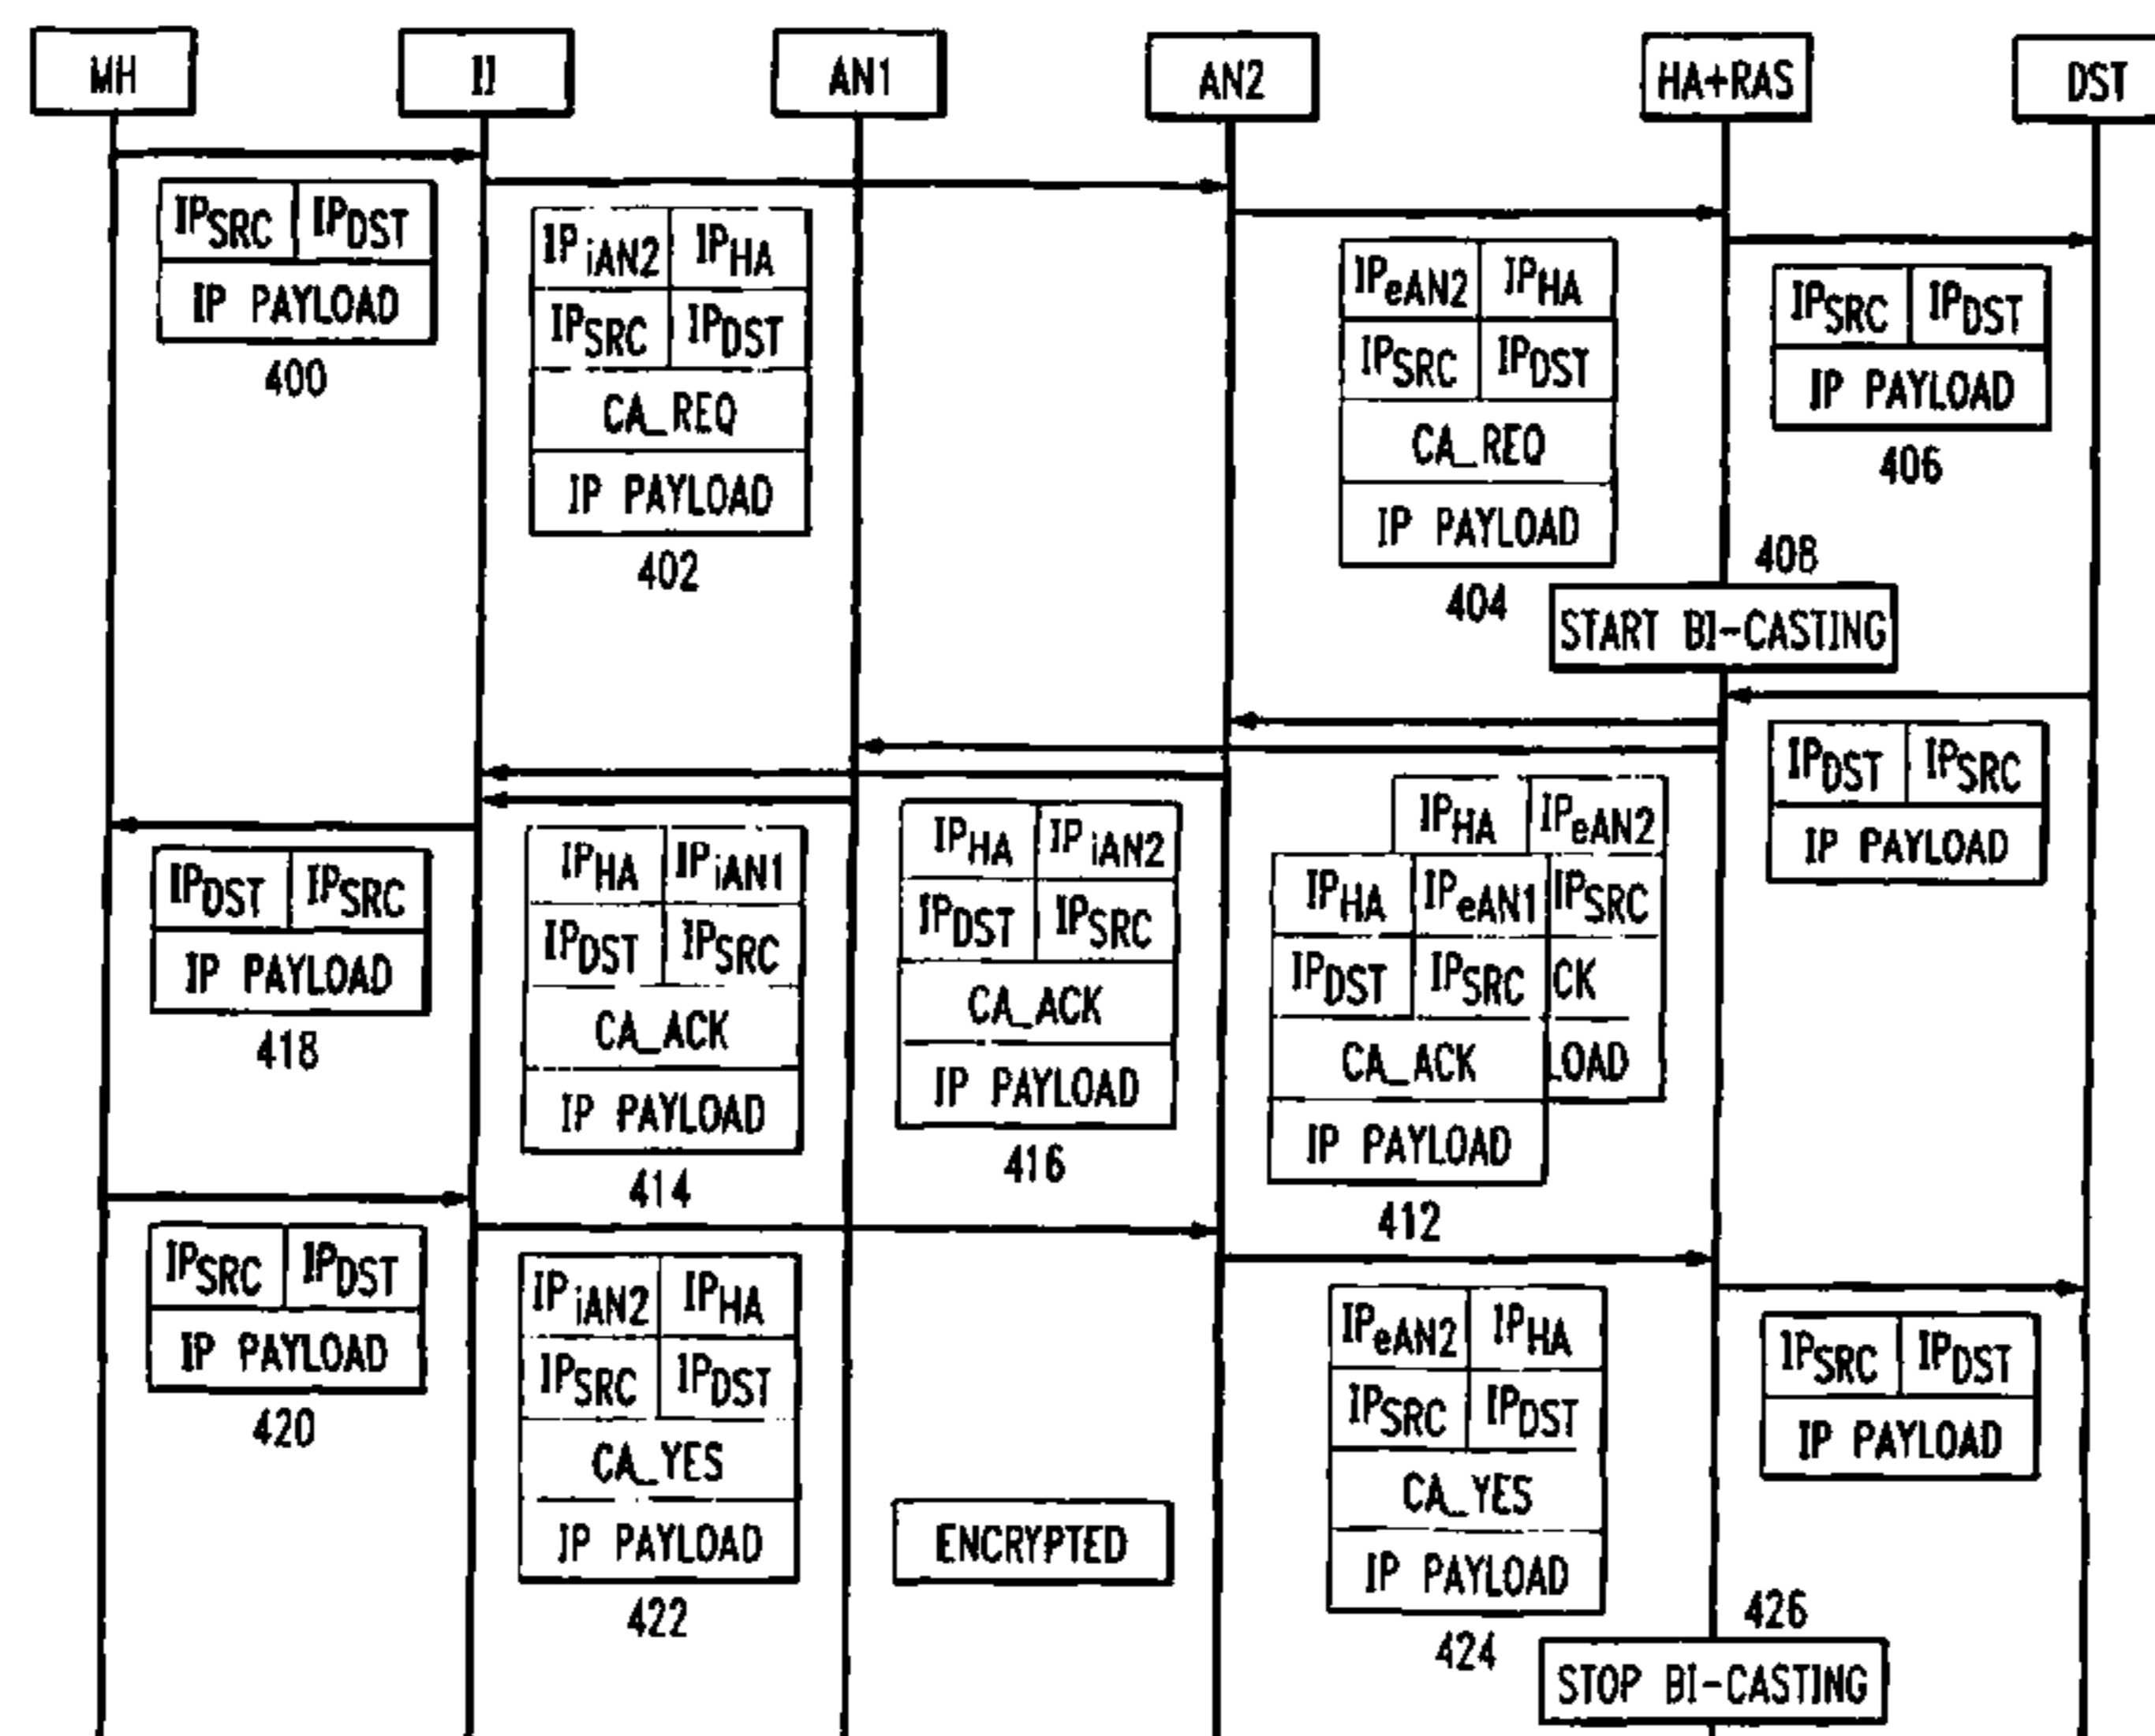 MH II AN1 AN2 HA+RAS DST
IPSRC IPDST
IP PAYLOAD
400
IPiAN2 IPHA
IPSRC IPDST
CA_REQ
IP PAYLOAD
402
IPeAN2 IPHA
IPSRC IPDST
CA_REQ
IP PAYLOAD
404
IPSRC IPDST
IP PAYLOAD
406
408
START BI-CASTING
IPDST IPSRC
IP PAYLOAD
IPHA IPeAN2
IPHA IPeAN1 IPSRC
IPDST IPSRC CK
CA_ACK LOAD
IP PAYLOAD
412
IPHA IPiAN2
IPDST IPSRC
CA_ACK
IP PAYLOAD
416
IPHA IPiAN1
IPDST IPSRC
CA_ACK
IP PAYLOAD
414
IPDST IPSRC
IP PAYLOAD
418
IPSRC IPDST
IP PAYLOAD
420
IPiAN2 IPHA
IPSRC IPDST
CA_YES
IP PAYLOAD
422
ENCRYPTED
IPeAN2 IPHA
IPSRC IPDST
CA_YES
IP PAYLOAD
424
IPSRC IPDST
IP PAYLOAD
426
STOP BI-CASTING